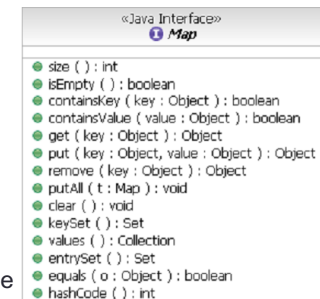 «Java Interface»
Map
size ( ) : int
isEmpty ( ) : boolean
containsKey ( key : Object ) : boolean
containsValue ( value : Object ) : boolean
get ( key : Object ) : Object
put ( key : Object, value : Object ) : Object
remove ( key : Object ) : Object
putAll ( t : Map ) : void
clear ( ) : void
keySet ( ) : Set
values ( ) : Collection
entrySet ( ) : Set
e equals ( o : Object ) : boolean
hashCode ( ) : int